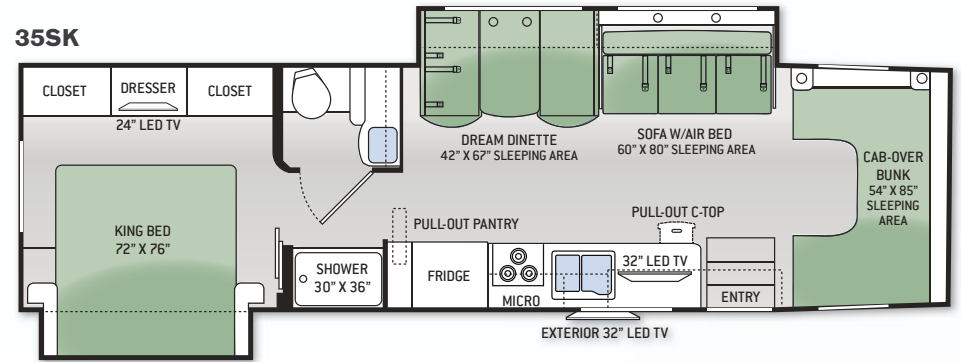 35SK
CLOSET
DRESSER
CLOSET
24” LED TV
DREAM DINETTE
42” X 67” SLEEPING AREA
SOFA W/AIR BED
60” X 80” SLEEPING AREA
CAB-OVER
BUNK
54” X 85”
SLEEPING
AREA
KING BED
72” X 76”
PULL-OUT PANTRY
PULL-OUT C-TOP
SHOWER
30” X 36”
FRIDGE
MICRO
32” LED TV
ENTRY
EXTERIOR 32” LED TV